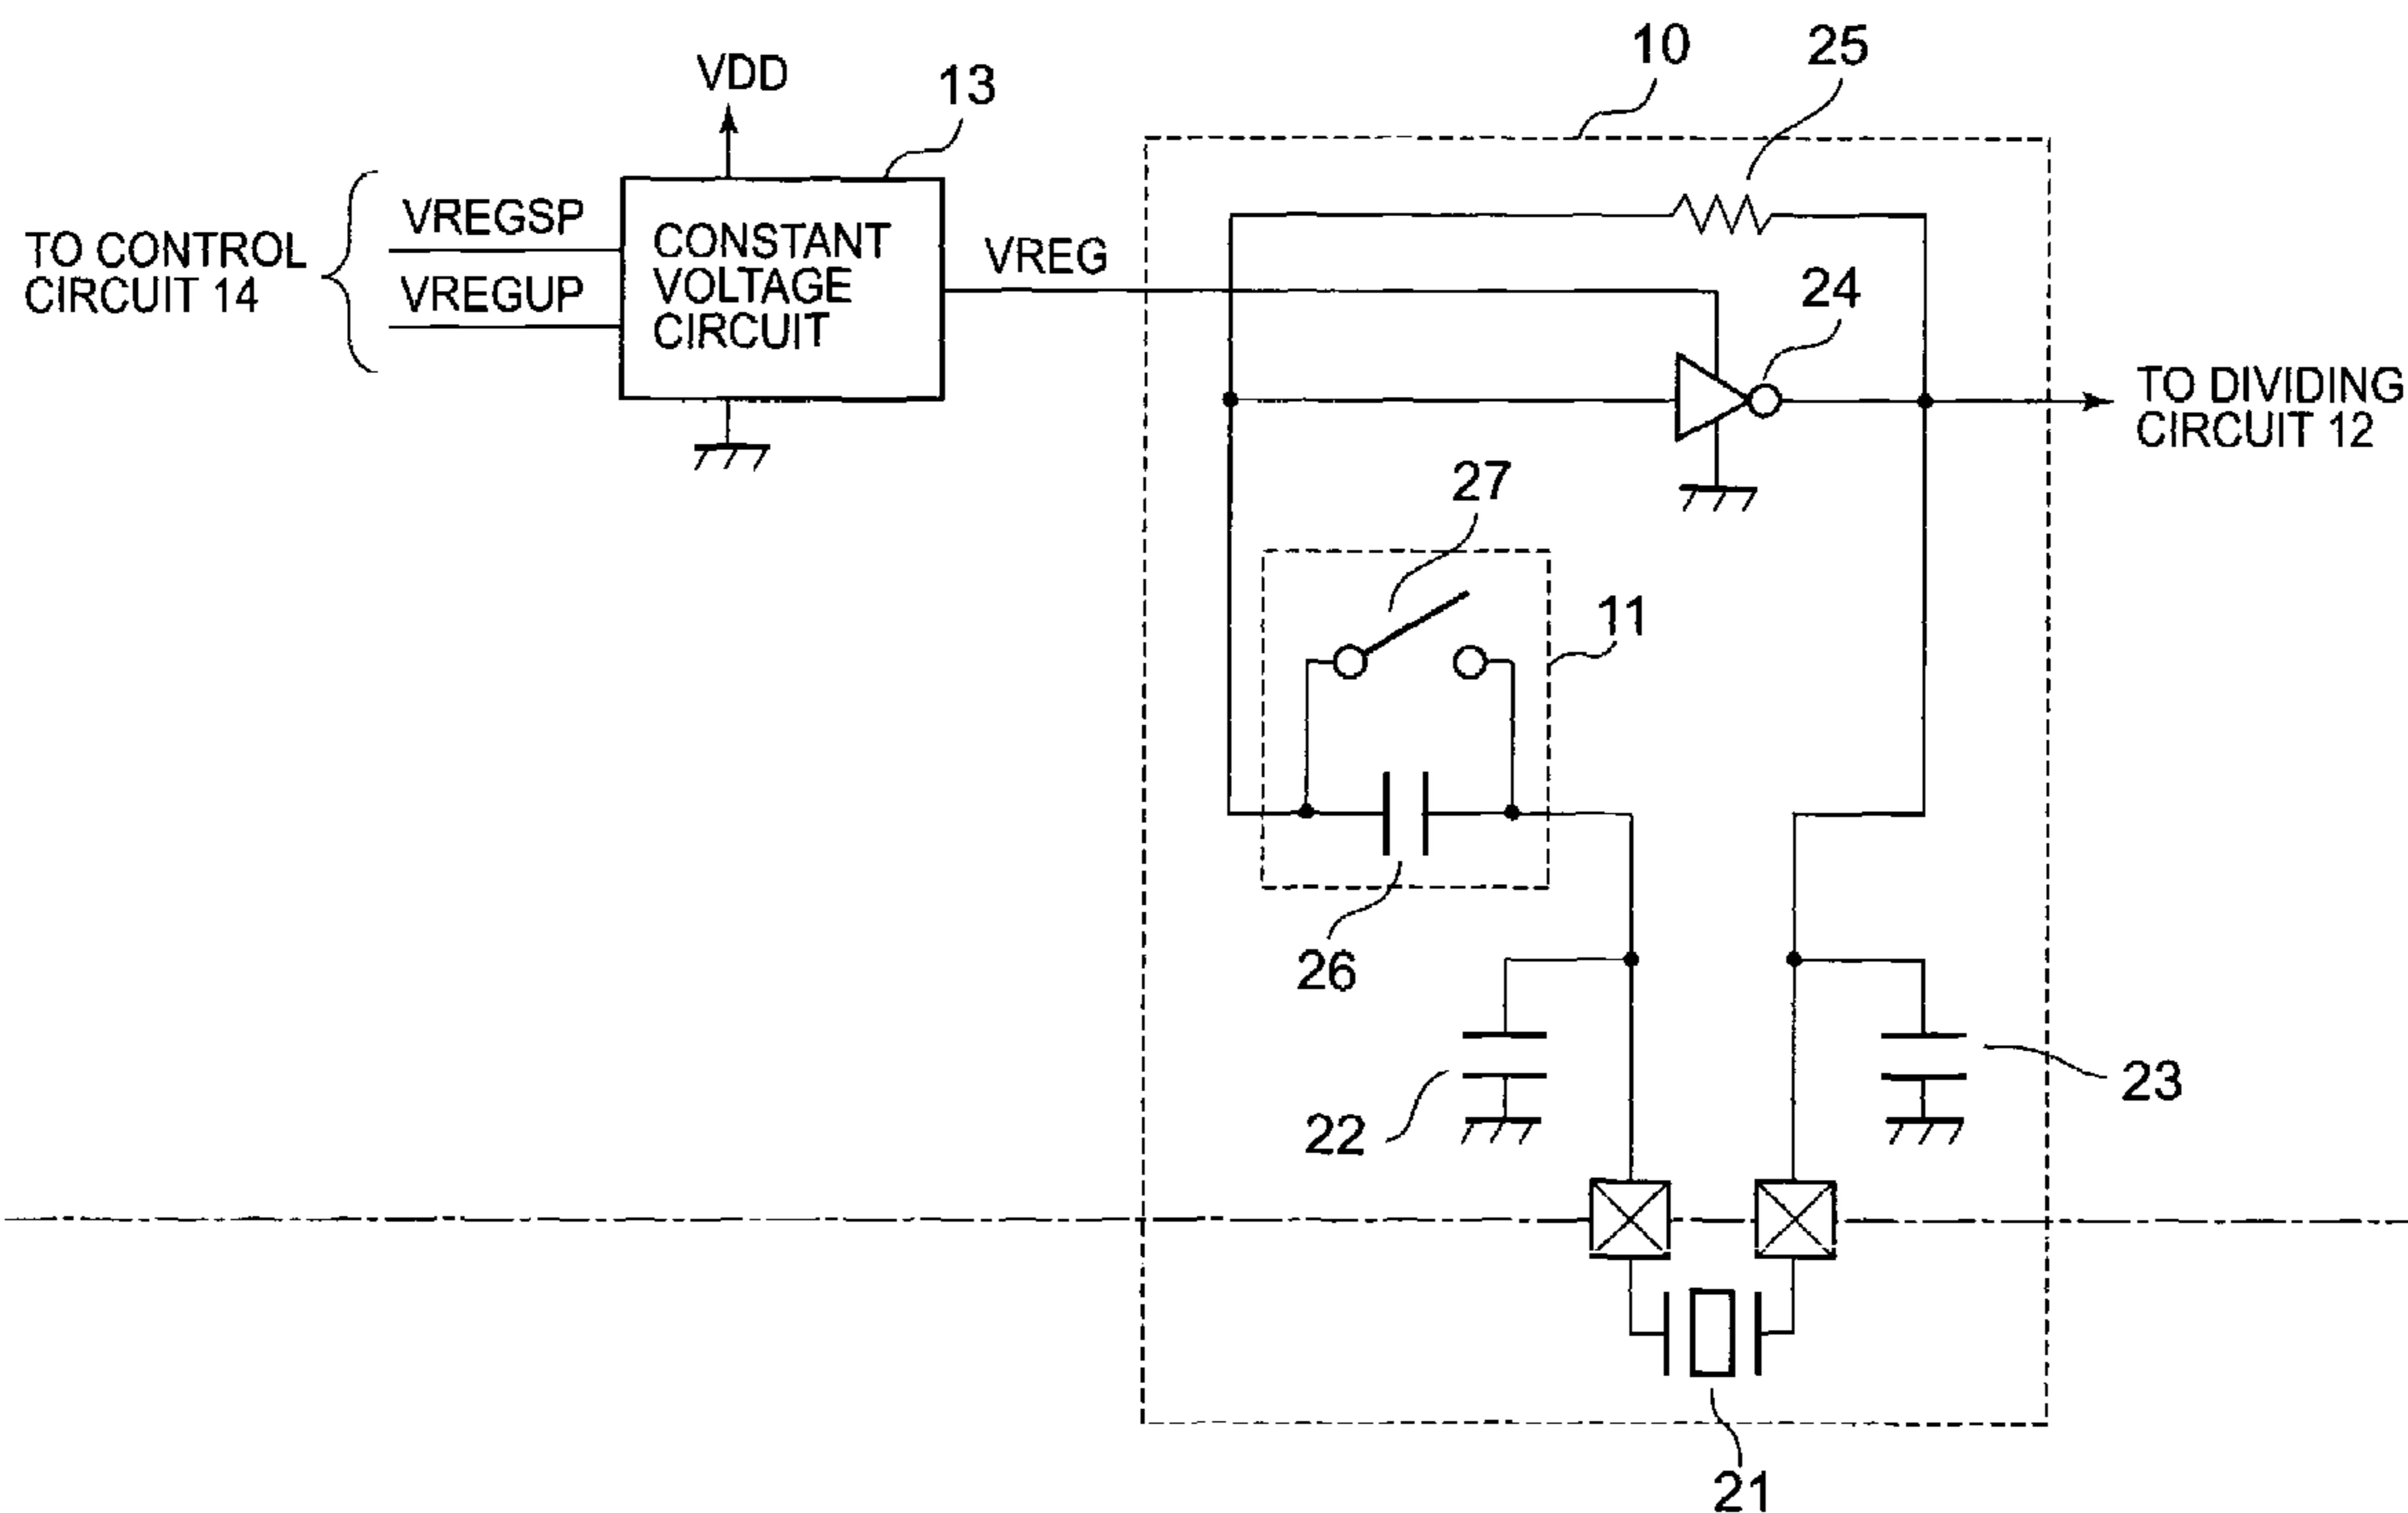 10
25
VDD
13
VREGSP
TO CONTROL
CIRCUIT 14
VREGUP
CONSTANT
VOLTAGE
CIRCUIT
VREG
24
TO DIVIDING
CIRCUIT 12
27
11
26
22
23
21